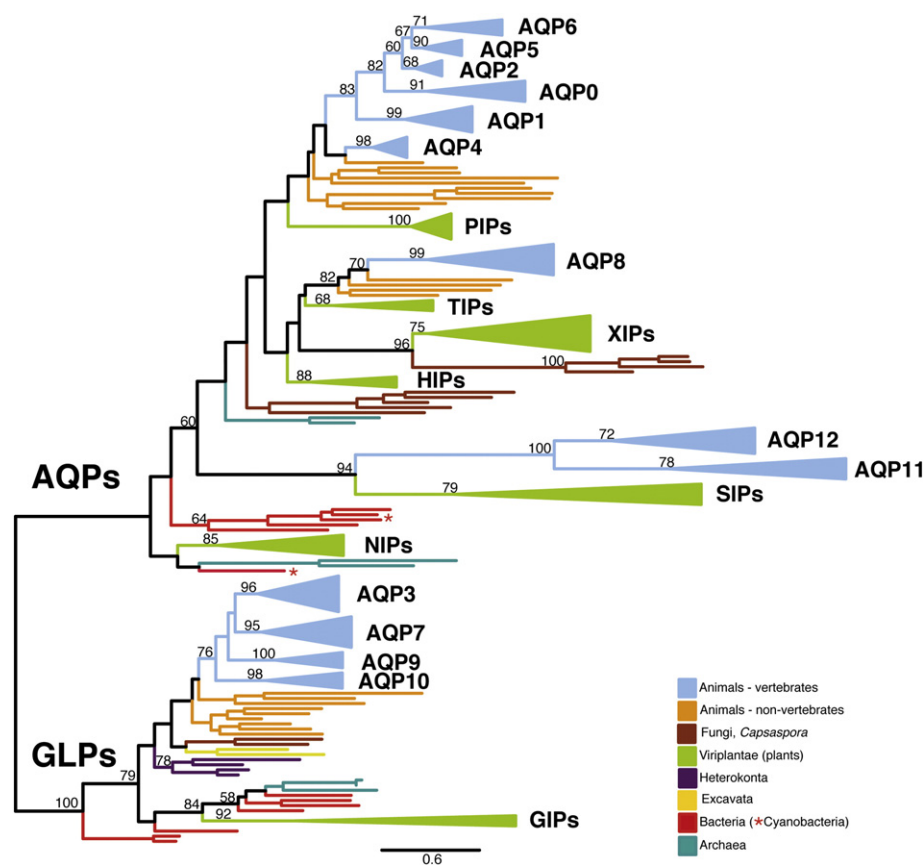 71
AQP6
67
90
AQP5
60
68
AQP2
82
91
AQP0
83
99
AQP1
98
AQP4
100
PIPs
99
AQP8
70
82
68
TIPs
75
XIPs
96
100
88
HIPs
60
72
AQP12
100
94
78
AQP11
AQPs
79
SIPs
64
*
85
NIPs
*
96
AQP3
95
AQP7
76
100
AQP9
98
AQP10
GLPs
78
79
58
100
84
92
GIPs
0.6
Animals - vertebrates
Animals - non-vertebrates
Fungi, Capsaspora
Viriplantae (plants)
Heterokonta
Excavata
Bacteria (*Cyanobacteria)
Archaea